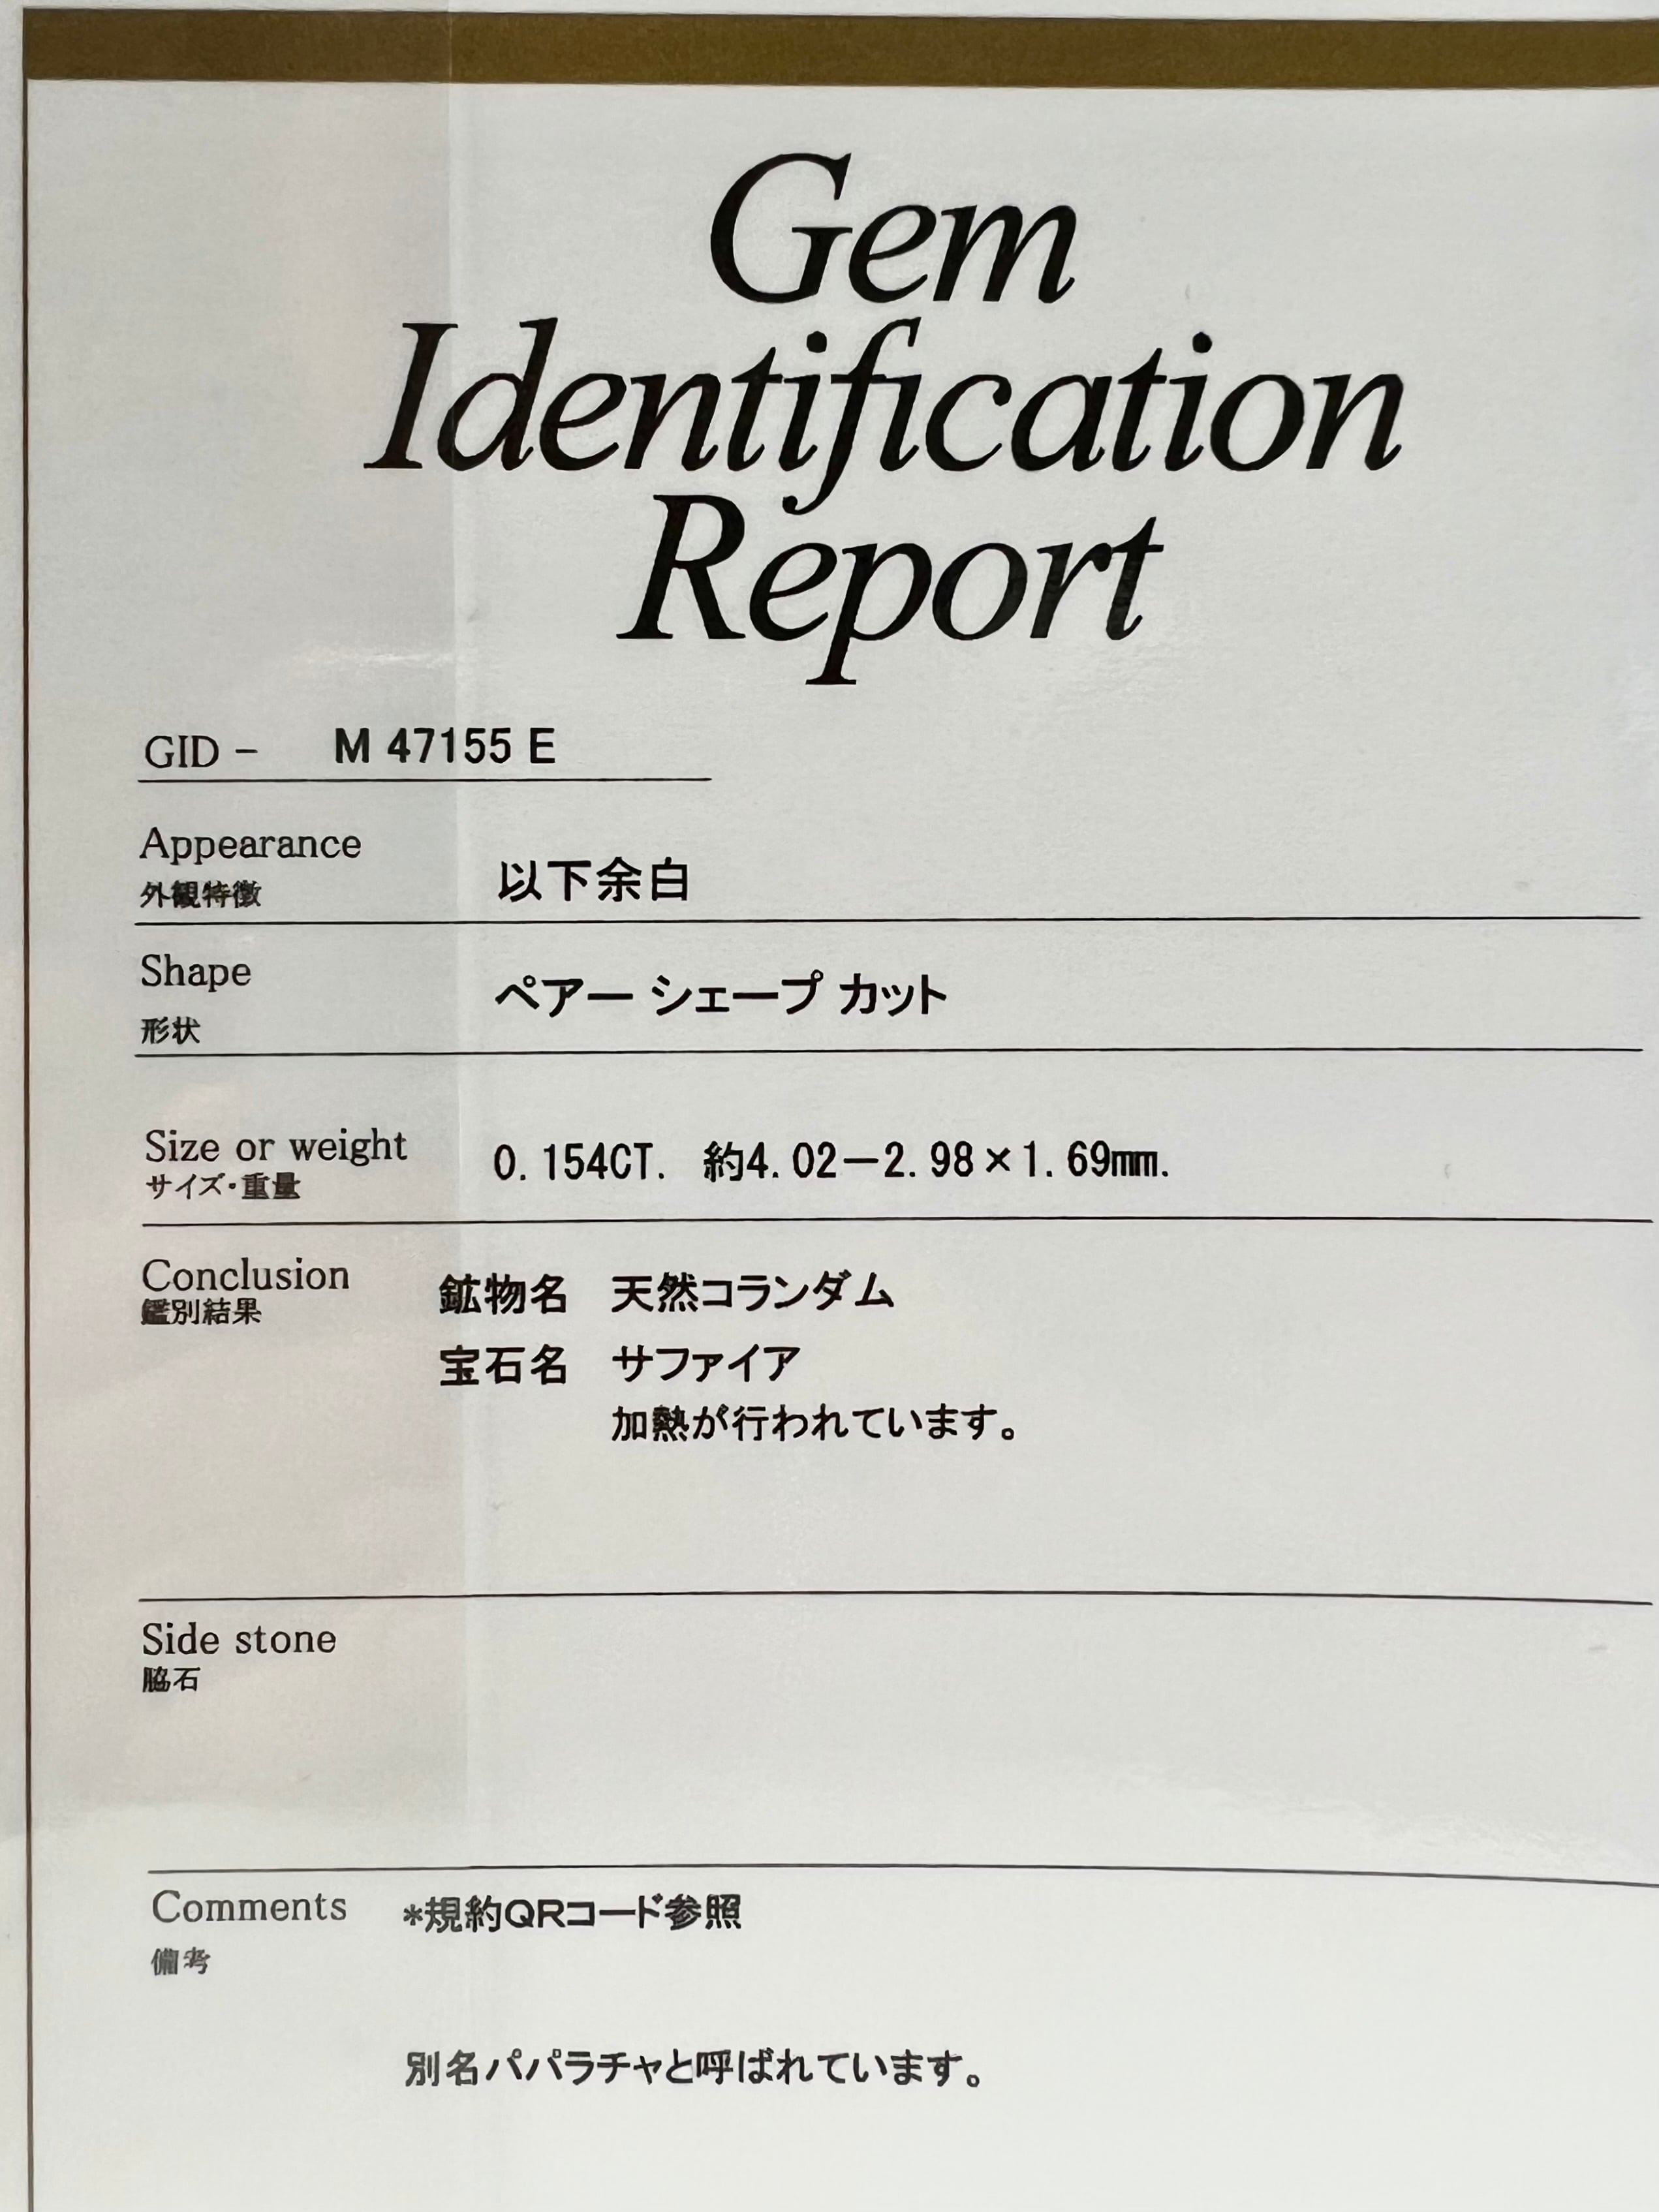 Gem
Identification
Report
GID - M 47155 E
Appearance
外観特徴 以下余白
Shape
形状 ペアー シェープ カット
Size or weight
サイズ・重量 0.154CT. 約4.02−2.98×1.69mm.
Conclusion
鑑別結果
鉱物名 天然コランダム
宝石名 サファイア
加熱が行われています。
Side stone
脇石
Comments *規約QRコード参照
備考
別名パパラチャと呼ばれています。